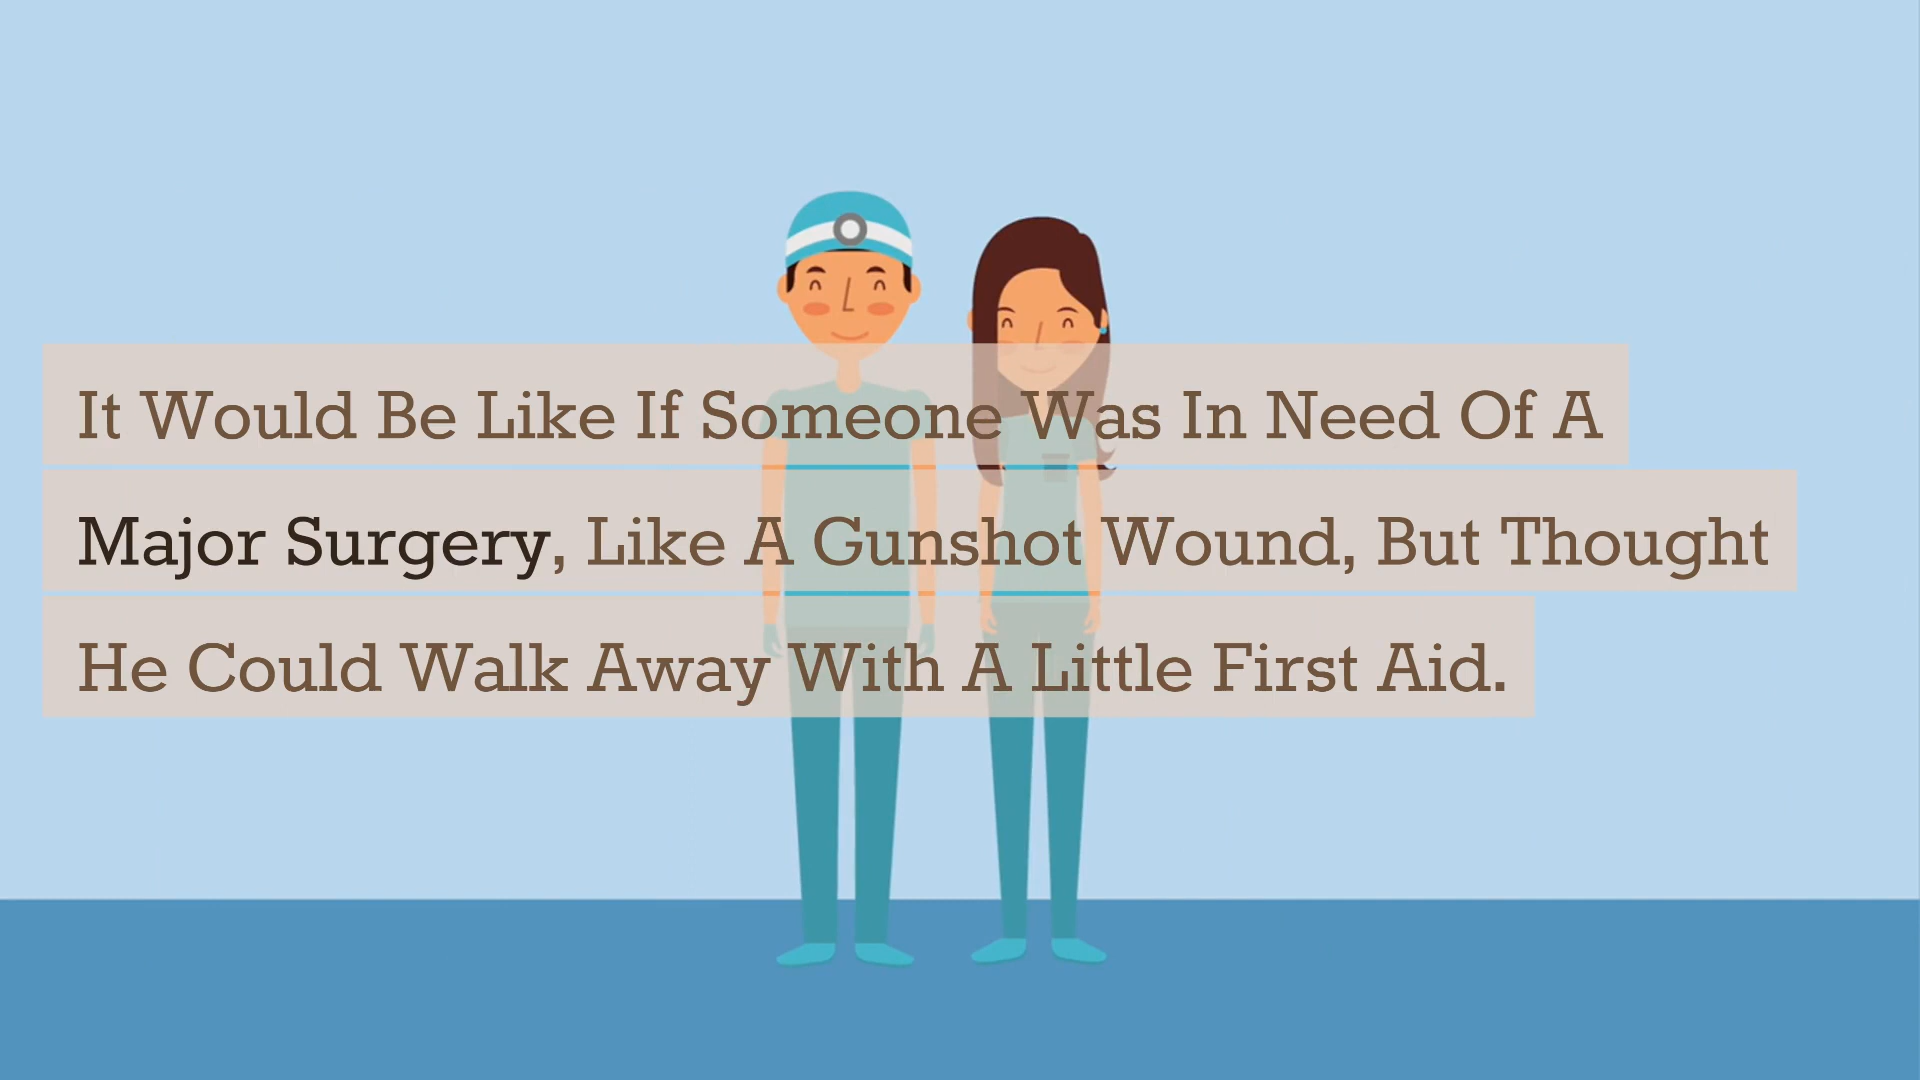 It Would Be Like If Someone Was In Need Of A
Major Surgery, Like A Gunshot Wound, But Thought
He Could Walk Away With A Little First Aid.